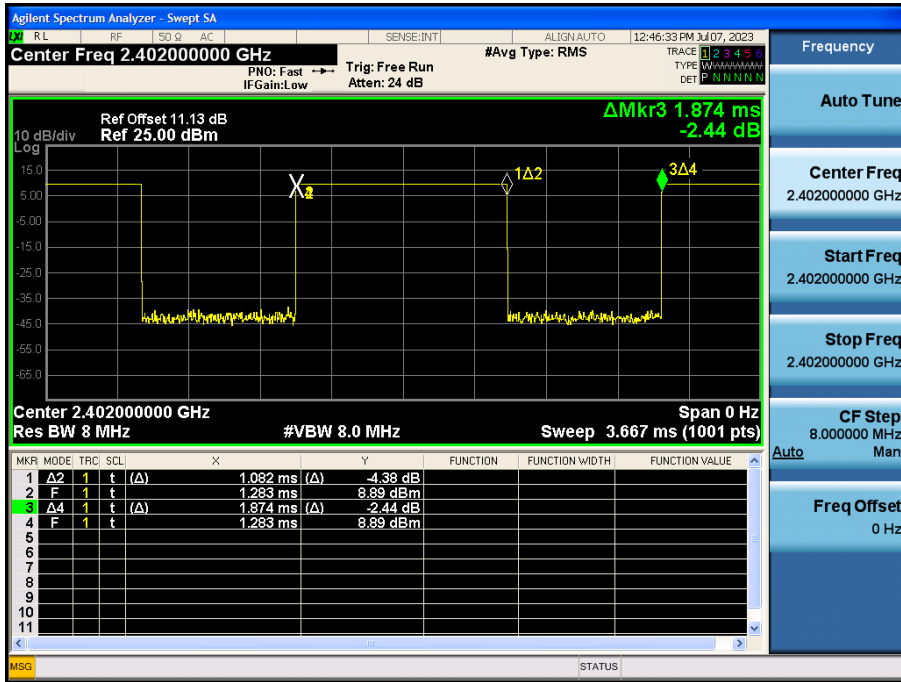 Agilent Spectrum Analyzer - Swept SA
LXI RL RF 50 Ω AC SENSE:INT ALIGN AUTO 12:46:33 PM Jul 07, 2023
Center Freq 2.402000000 GHz #Avg Type: RMS TRACE 1 2 3 4 5 6
PNO: Fast Trig: Free Run TYPE WWWWWW
IFGain:Low Atten: 24 dB DET P N N N N N
Frequency
Auto Tune
Center Freq
2.402000000 GHz
Start Freq
2.402000000 GHz
Stop Freq
2.402000000 GHz
CF Step
8.000000 MHz
Auto Man
Freq Offset
0 Hz
ΔMkr3 1.874 ms
-2.44 dB
Ref Offset 11.13 dB
10 dB/div Ref 25.00 dBm
Log
15.0
5.00
-5.00
-15.0
-25.0
-35.0
-45.0
-55.0
-65.0
X2 1Δ2 3Δ4
Center 2.402000000 GHz Span 0 Hz
Res BW 8 MHz #VBW 8.0 MHz Sweep 3.667 ms (1001 pts)
MKR MODE TRC SCL X Y FUNCTION FUNCTION WIDTH FUNCTION VALUE
1 Δ2 1 t (Δ) 1.082 ms (Δ) -4.38 dB
2 F 1 t 1.283 ms 8.89 dBm
3 Δ4 1 t (Δ) 1.874 ms (Δ) -2.44 dB
4 F 1 t 1.283 ms 8.89 dBm
5
6
7
8
9
10
11
MSG STATUS